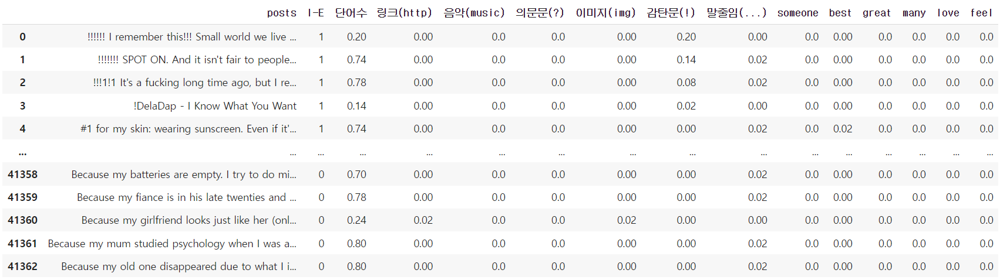 posts I-E 단어수 링크(http) 음악(music) 의문문(?) 이미지(img) 감탄문(!) 말줄임(...) someone best great many love feel
0 !!!!!! I remember this!!! Small world we live ... 1 0.20 0.00 0.0 0.0 0.00 0.20 0.00 0.0 0.00 0.0 0.0 0.0 0.0
1 !!!!!!! SPOT ON. And it isn't fair to people... 1 0.74 0.00 0.0 0.0 0.00 0.14 0.02 0.0 0.00 0.0 0.0 0.0 0.0
2 !!!1!1 It's a fucking long time ago, but I re... 1 0.78 0.00 0.0 0.0 0.00 0.08 0.02 0.0 0.00 0.0 0.0 0.0 0.0
3 !DelaDap - I Know What You Want 1 0.14 0.00 0.0 0.0 0.00 0.02 0.00 0.0 0.00 0.0 0.0 0.0 0.0
4 #1 for my skin: wearing sunscreen. Even if it'... 1 0.74 0.00 0.0 0.0 0.00 0.00 0.02 0.0 0.02 0.0 0.0 0.0 0.0
... ... ... ... ... ... ... ... ... ... ... ... ... ... ... ...
41358 Because my batteries are empty. I try to do mi... 0 0.70 0.00 0.0 0.0 0.00 0.00 0.02 0.0 0.00 0.0 0.0 0.0 0.0
41359 Because my fiance is in his late twenties and ... 0 0.78 0.00 0.0 0.0 0.00 0.00 0.02 0.0 0.00 0.0 0.0 0.0 0.0
41360 Because my girlfriend looks just like her (onl... 0 0.24 0.02 0.0 0.0 0.02 0.00 0.00 0.0 0.00 0.0 0.0 0.0 0.0
41361 Because my mum studied psychology when I was a... 0 0.80 0.00 0.0 0.0 0.00 0.00 0.02 0.0 0.00 0.0 0.0 0.0 0.0
41362 Because my old one disappeared due to what I i... 0 0.80 0.00 0.0 0.0 0.00 0.00 0.02 0.0 0.00 0.0 0.0 0.0 0.0